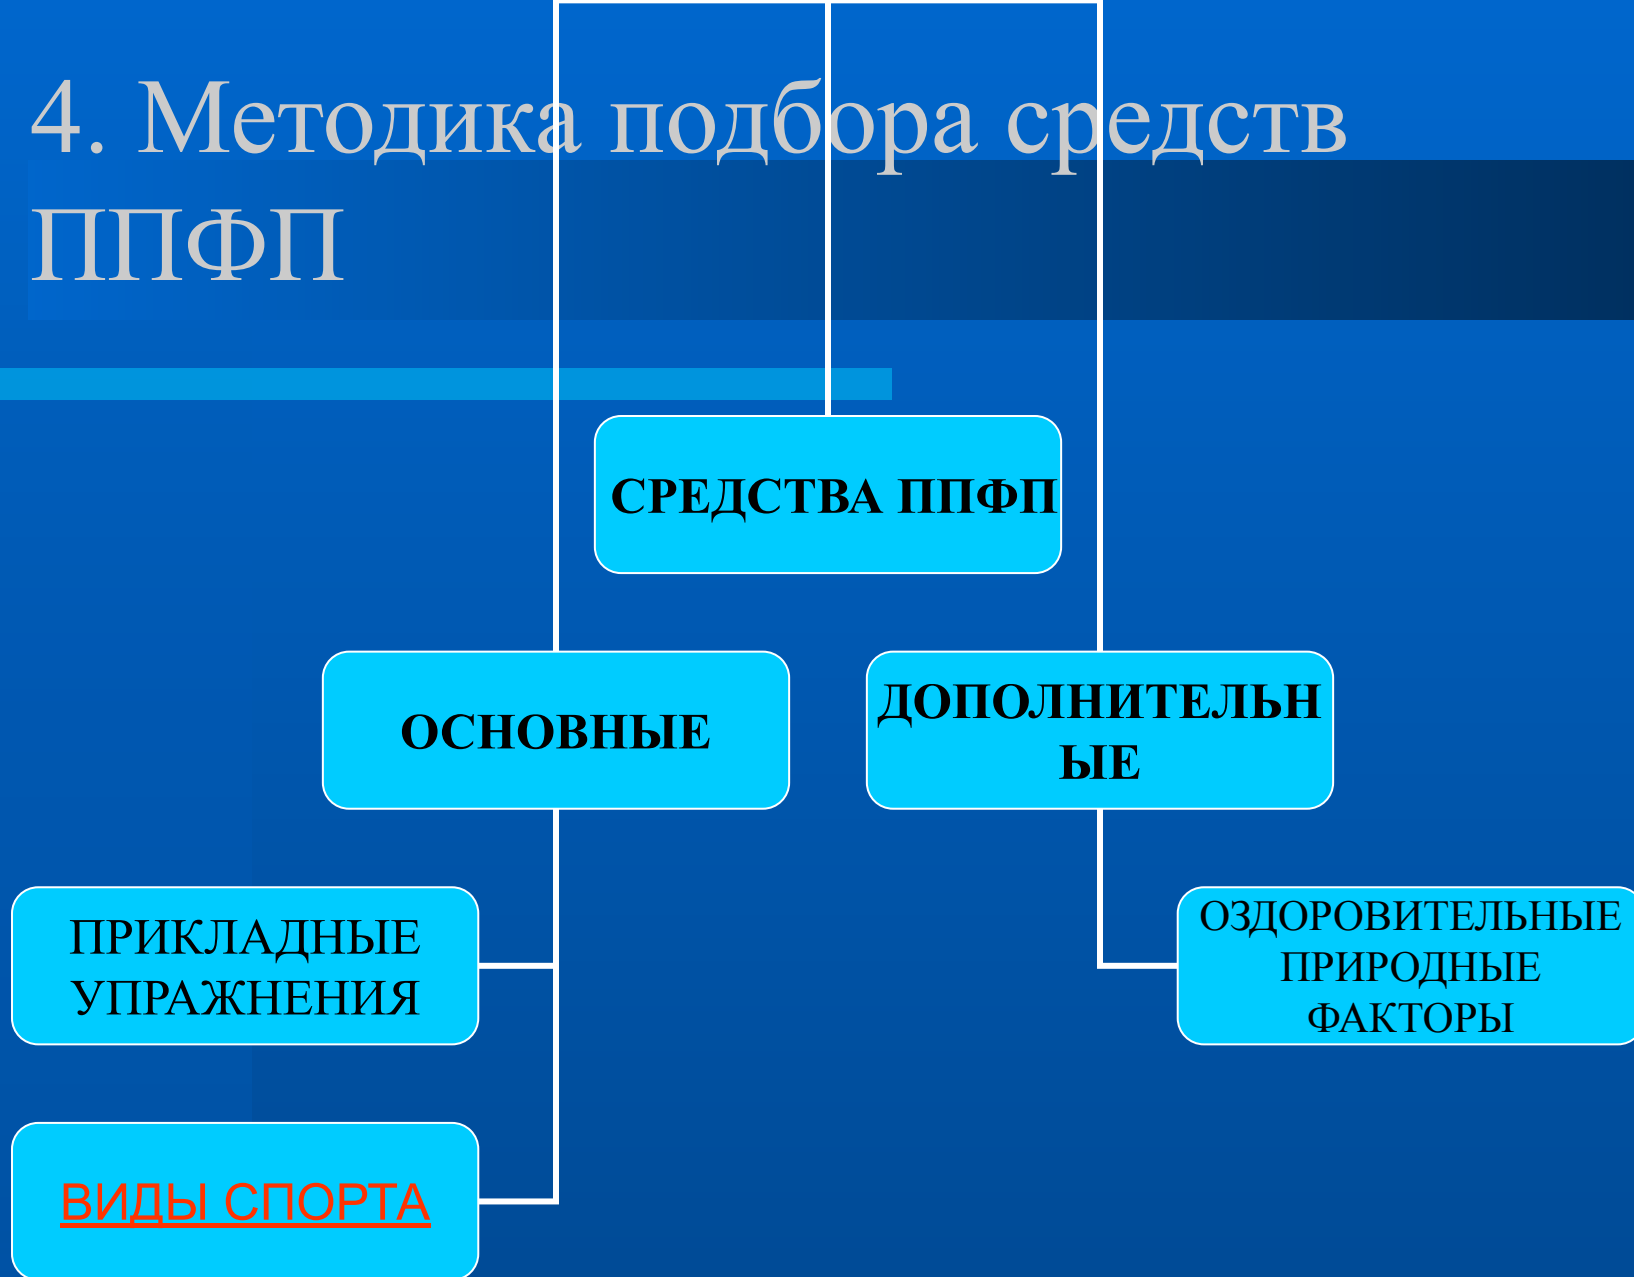 4. Методика подбора средств
ППФП
СРЕДСТВА ППФП
ОСНОВНЫЕ
ДОПОЛНИТЕЛЬН
ЫЕ
ПРИКЛАДНЫЕ
УПРАЖНЕНИЯ
ОЗДОРОВИТЕЛЬНЫЕ
ПРИРОДНЫЕ
ФАКТОРЫ
ВИДЫ СПОРТА